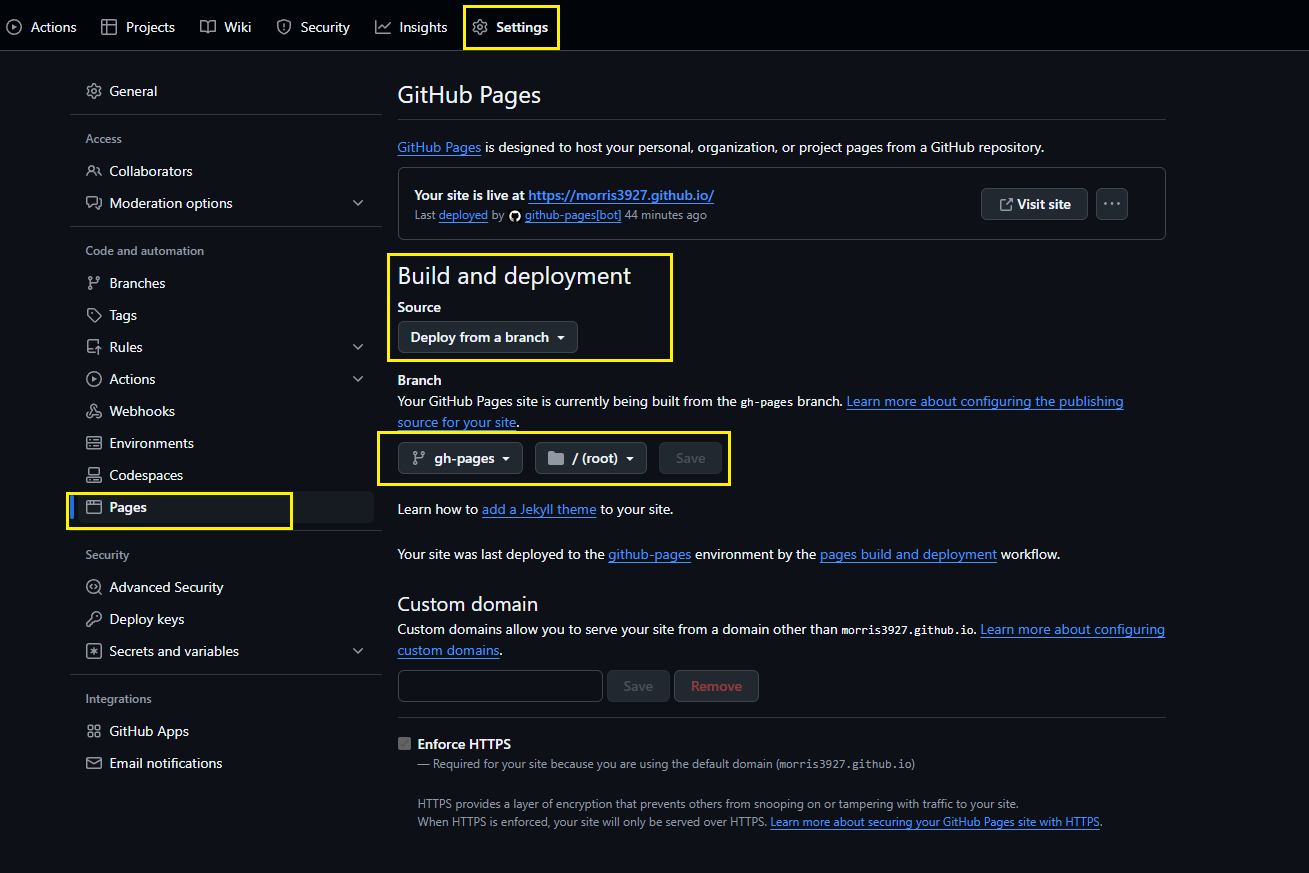 Actions
Projects
Wiki
Security
Insights
Settings
General
Access
Collaborators
Moderation options
Code and automation
Branches
Tags
Rules
Actions
Webhooks
Environments
Codespaces
Pages
Security
Advanced Security
Deploy keys
Secrets and variables
Integrations
GitHub Apps
Email notifications
GitHub Pages
GitHub Pages is designed to host your personal, organization, or project pages from a GitHub repository.
Your site is live at https://morris3927.github.io/
Last deployed by github-pages[bot] 44 minutes ago
Visit site
Build and deployment
Source
Deploy from a branch
Branch
Your GitHub Pages site is currently being built from the gh-pages branch. Learn more about configuring the publishing
source for your site.
gh-pages
/ (root)
Save
Learn how to add a Jekyll theme to your site.
Your site was last deployed to the github-pages environment by the pages build and deployment workflow.
Custom domain
Custom domains allow you to serve your site from a domain other than morris3927.github.io. Learn more about configuring
custom domains.
Save
Remove
Enforce HTTPS
— Required for your site because you are using the default domain (morris3927.github.io)
HTTPS provides a layer of encryption that prevents others from snooping on or tampering with traffic to your site.
When HTTPS is enforced, your site will only be served over HTTPS. Learn more about securing your GitHub Pages site with HTTPS.